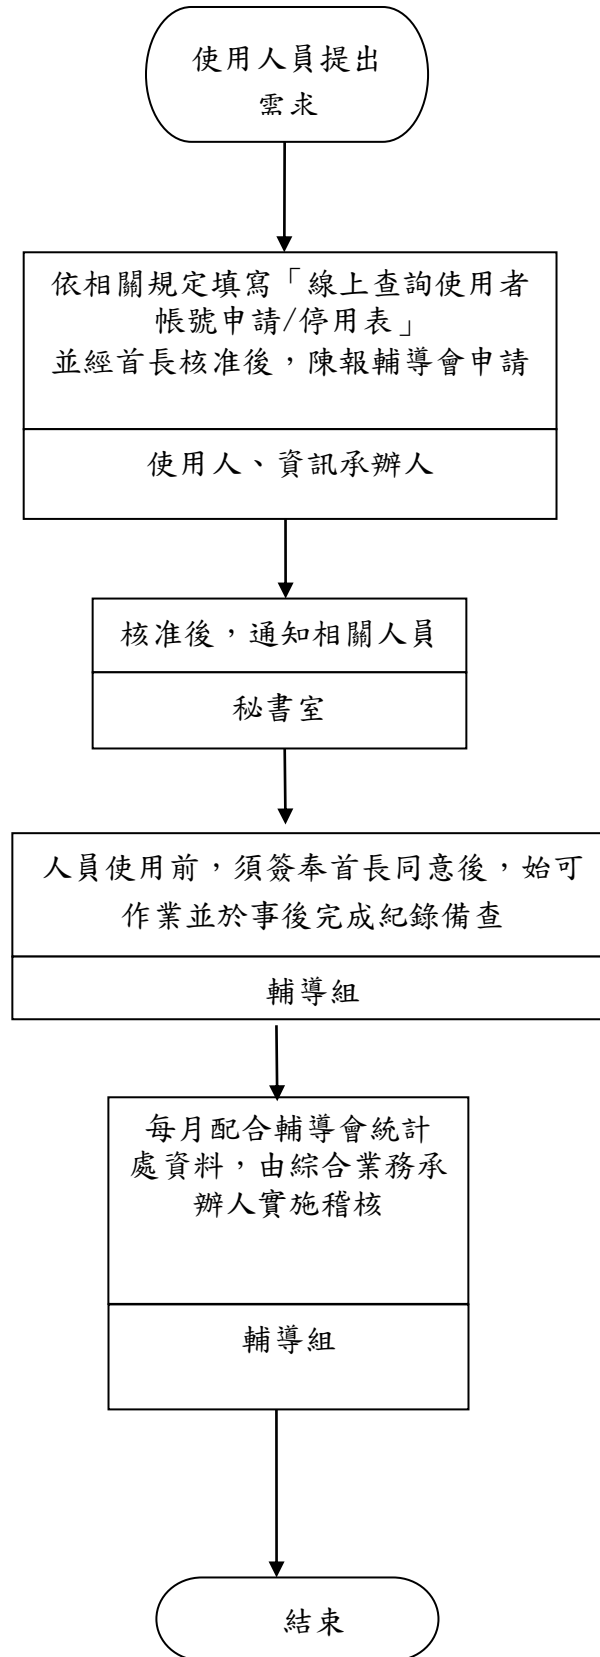 使用人員提出
需求
依相關規定填寫「線上查詢使用者
帳號申請/停用表」
並經首長核准後，陳報輔導會申請
使用人、資訊承辦人
核准後，通知相關人員
秘書室
人員使用前，須簽奉首長同意後，始可
作業並於事後完成紀錄備查
輔導組
每月配合輔導會統計
處資料，由綜合業務承
辦人實施稽核
輔導組
結束